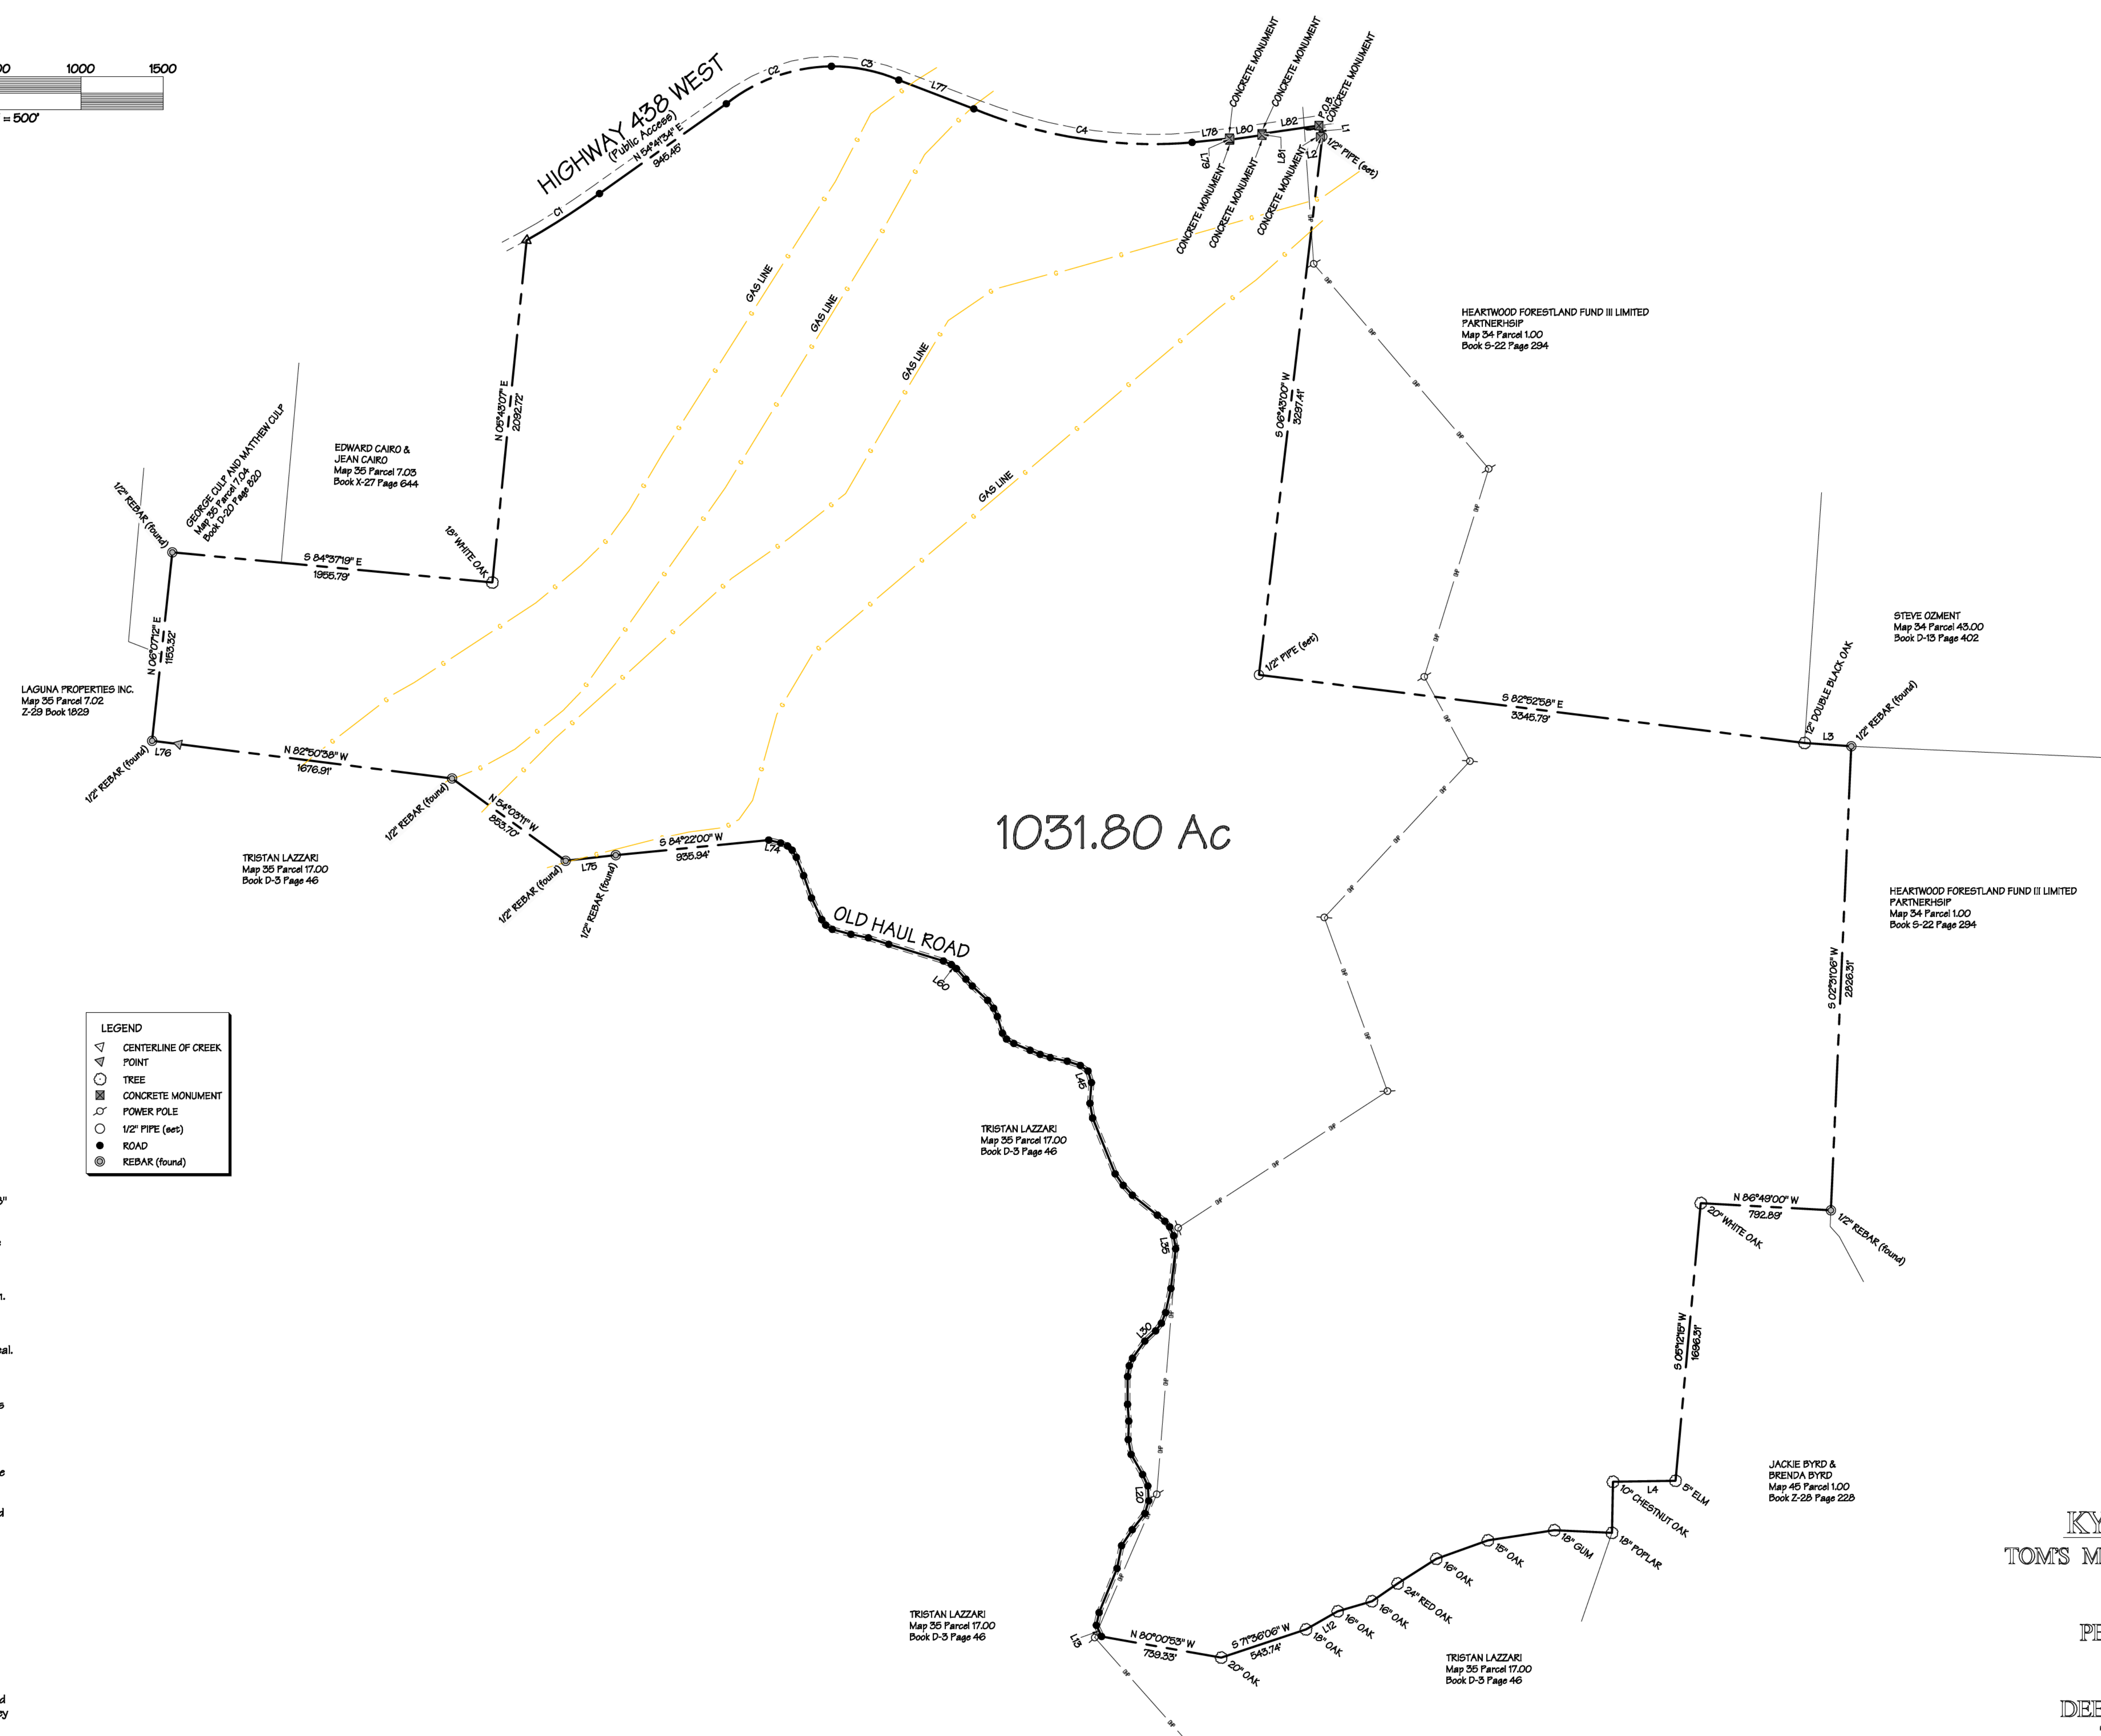 1000
1500
= 500'
HIGHWAY 438 WEST
(Public Access)
N 54°41'34" E
945.45'
C1
C2
C3
L77
C4
L78
L79
L80
L81
L82
L1
L2
CONCRETE MONUMENT
CONCRETE MONUMENT
CONCRETE MONUMENT
P.O.B.
CONCRETE MONUMENT
CONCRETE MONUMENT
CONCRETE MONUMENT
1/2" PIPE (set)
GAS LINE
GAS LINE
GAS LINE
GAS LINE
HEARTWOOD FORESTLAND FUND III LIMITED
PARTNERHSIP
Map 34 Parcel 1.00
Book S-22 Page 294
S 06°43'00" W
3297.41'
N 05°43'07" E
2092.72'
GEORGE CULP AND MATTHEW CULP
Map 35 Parcel 7.04
Book D-20 Page 820
EDWARD CAIRO &
JEAN CAIRO
Map 35 Parcel 7.03
Book X-27 Page 644
1/2" REBAR (found)
18" WHITE OAK
S 84°37'19" E
1955.79'
N 06°07'12" E
1153.32'
LAGUNA PROPERTIES INC.
Map 35 Parcel 7.02
Z-29 Book 1829
1/2" REBAR (found)
L76
N 82°50'38" W
1676.91'
1/2" REBAR (found)
N 54°03'11" W
853.70'
1/2" REBAR (found)
L75
1/2" REBAR (found)
S 84°22'00" W
935.94'
L74
TRISTAN LAZZARI
Map 35 Parcel 17.00
Book D-3 Page 46
1031.80 Ac
1/2" PIPE (set)
S 82°52'58" E
3345.79'
STEVE OZMENT
Map 34 Parcel 43.00
Book D-13 Page 402
12" DOUBLE BLACK OAK
L3
1/2" REBAR (found)
HEARTWOOD FORESTLAND FUND III LIMITED
PARTNERHSIP
Map 34 Parcel 1.00
Book S-22 Page 294
S 02°31'06" W
2826.31'
OLD HAUL ROAD
L60
L45
LEGEND
CENTERLINE OF CREEK
POINT
TREE
CONCRETE MONUMENT
POWER POLE
1/2" PIPE (set)
ROAD
REBAR (found)
TRISTAN LAZZARI
Map 35 Parcel 17.00
Book D-3 Page 46
L35
L30
L20
L13
N 86°49'00" W
792.89'
20" WHITE OAK
1/2" REBAR (found)
S 05°12'15" W
1696.31'
JACKIE BYRD &
BRENDA BYRD
Map 45 Parcel 1.00
Book Z-28 Page 228
L4
5" ELM
10" CHESTNUT OAK
18" POPLAR
18" GUM
15" OAK
16" OAK
24" RED OAK
16" OAK
16" OAK
L12
18" OAK
S 71°36'06" W
543.74'
20" OAK
N 80°00'53" W
739.33'
TRISTAN LAZZARI
Map 35 Parcel 17.00
Book D-3 Page 46
TRISTAN LAZZARI
Map 35 Parcel 17.00
Book D-3 Page 46
KY
TOM'S M
PE
DEE